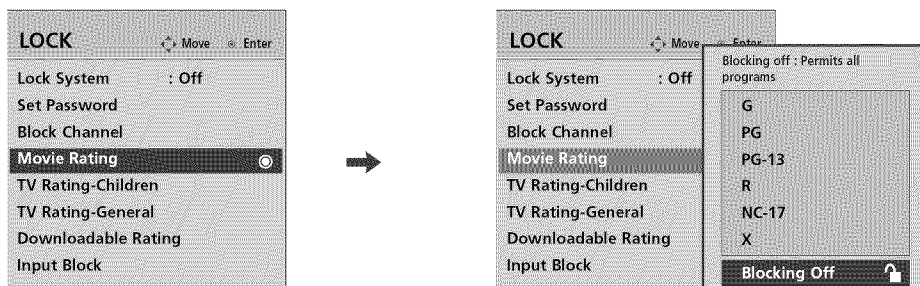 LOCK
Move Enter
Lock System : Off
Set Password
Block Channel
Movie Rating
TV Rating-Children
TV Rating-General
Downloadable Rating
Input Block
LOCK
Move Enter
Lock System : Off
Set Password
Block Channel
Movie Rating
TV Rating-Children
TV Rating-General
Downloadable Rating
Input Block
Blocking off : Permits all
programs
G
PG
PG-13
R
NC-17
X
Blocking Off